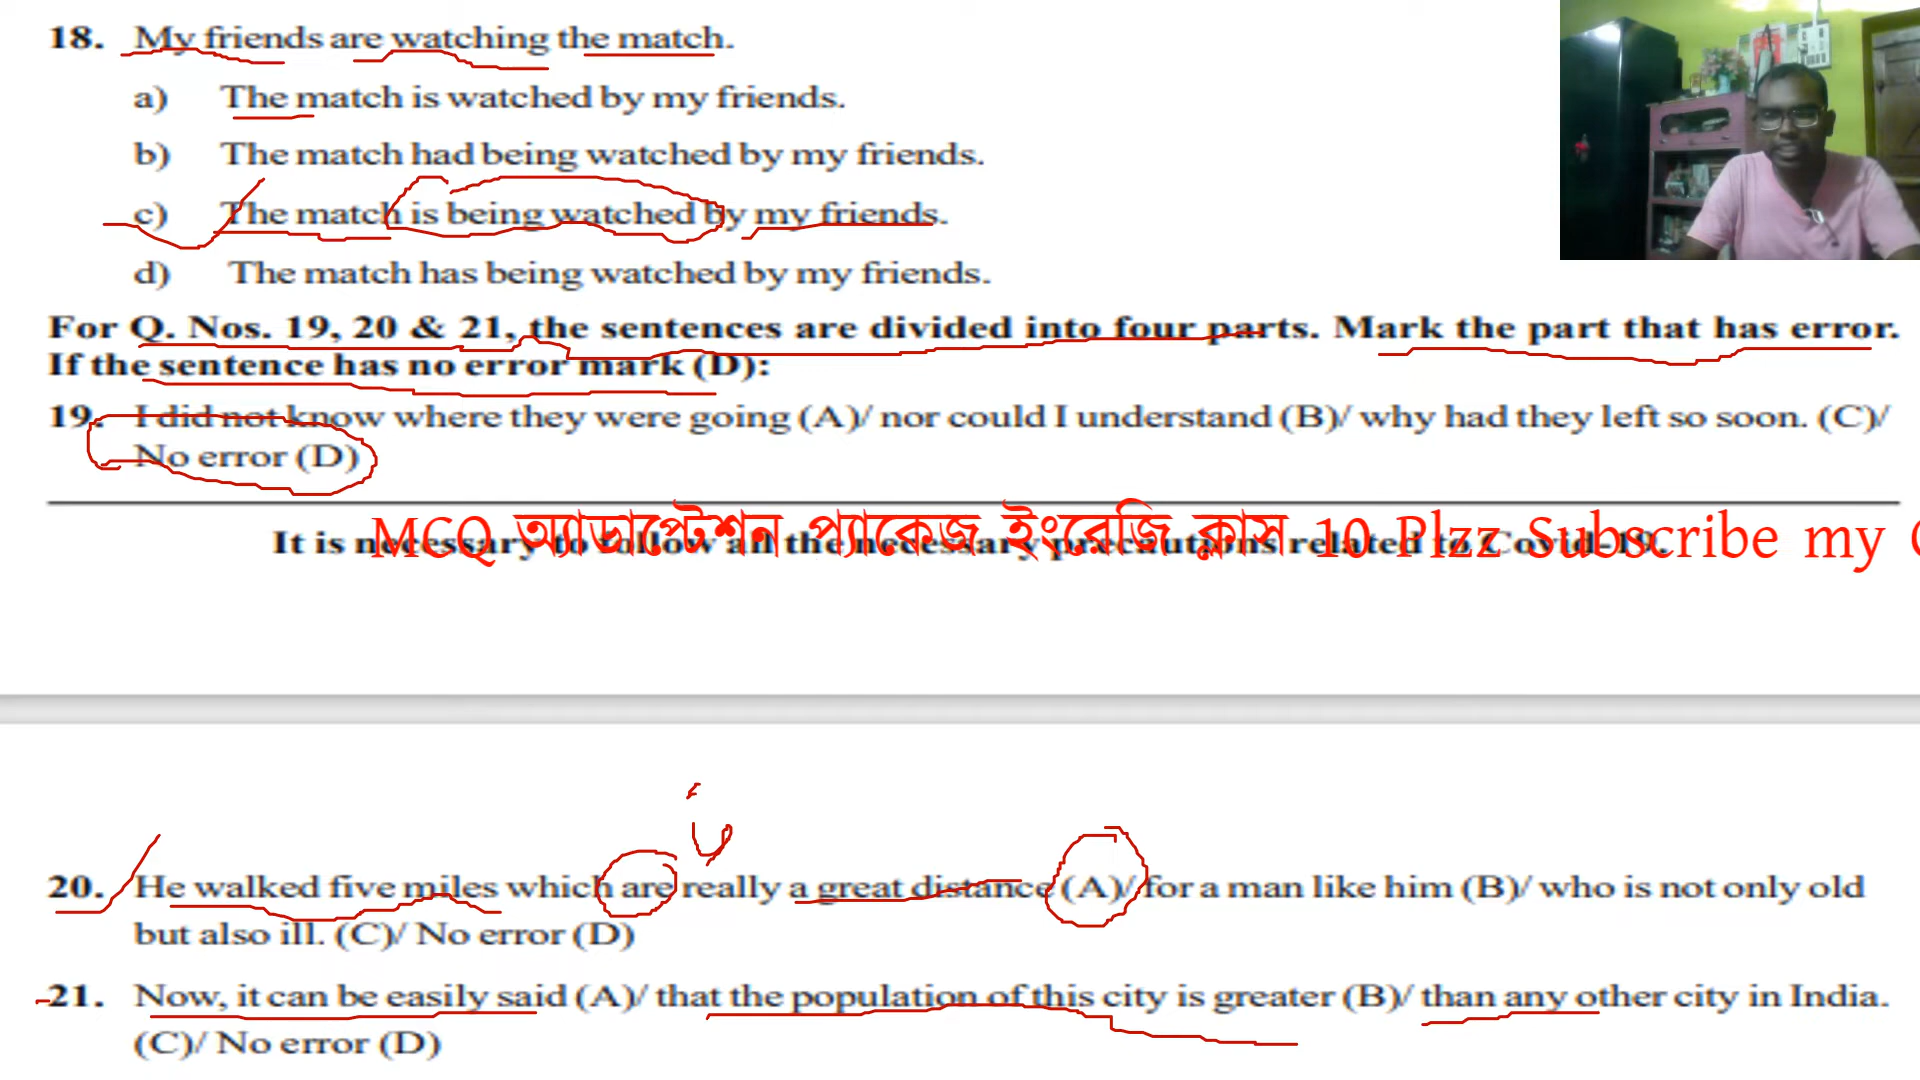 18. My friends are watching the match.
a) The match is watched by my friends.
b) The match had being watched by my friends.
c) The match is being watched by my friends.
d) The match has being watched by my friends.
For Q. Nos. 19, 20 & 21, the sentences are divided into four parts. Mark the part that has error.
If the sentence has no error mark (D):
19. I did not know where they were going (A)/ nor could I understand (B)/ why had they left so soon. (C)/
No error (D)
MCQ অ্যাডাপ্টেশন প্যাকেজ ইংরেজি ক্লাস 10 Plzz Subscribe my
It is necessary to follow all the necessary precautions related to Covid-19.
20. He walked five miles which are really a great distance (A)/ for a man like him (B)/ who is not only old
but also ill. (C)/ No error (D)
21. Now, it can be easily said (A)/ that the population of this city is greater (B)/ than any other city in India.
(C)/ No error (D)